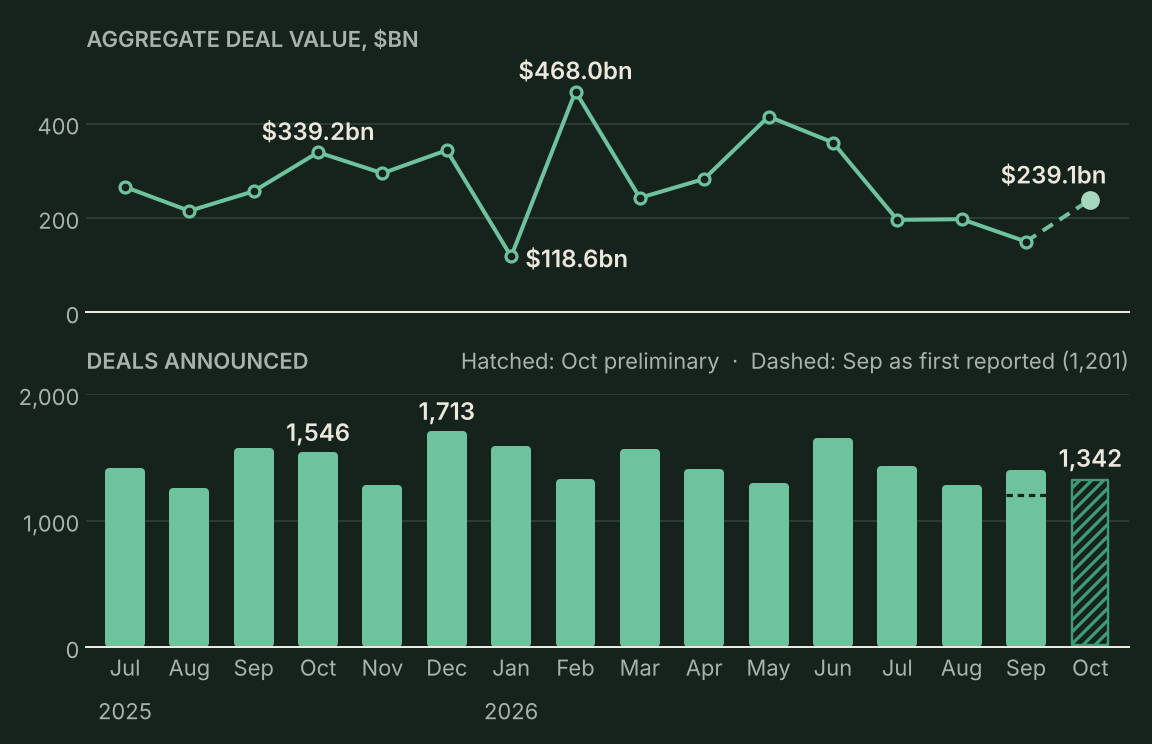 AGGREGATE DEAL VALUE, $BN
$468.0bn
400
$339.2bn
$239.1bn
200
$118.6bn
0
DEALS ANNOUNCED
Hatched: Oct preliminary · Dashed: Sep as first reported (1,201)
2,000
1,713
1,546
1,342
1,000
0
Jul Aug Sep Oct Nov Dec Jan Feb Mar Apr May Jun Jul Aug Sep Oct
2025 2026